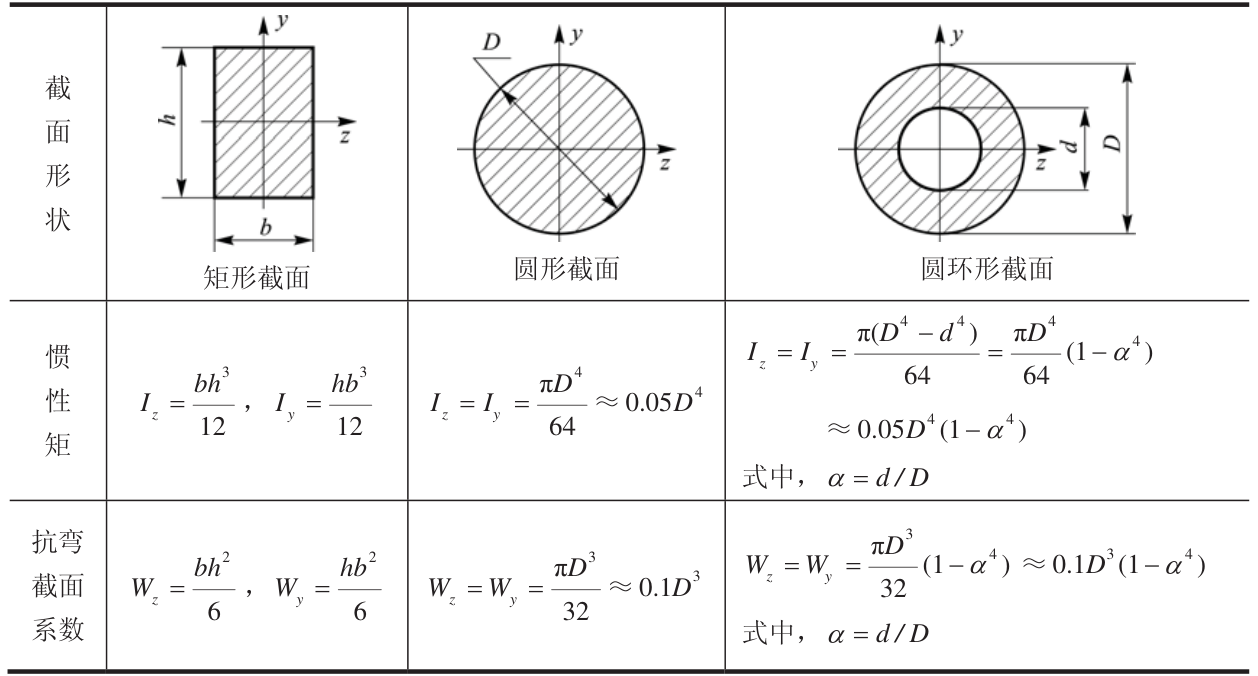 截面形状
y
h
z
b
矩形截面
D
y
z
圆形截面
y
z
d
D
圆环形截面
惯性矩
I_z = bh^3/12， I_y = hb^3/12
I_z = I_y = πD^4/64 ≈ 0.05D^4
I_z = I_y = π(D^4 − d^4)/64 = πD^4/64 (1− α^4)
≈ 0.05D^4 (1− α^4)
式中， α = d / D
抗弯
截面
系数
W_z = bh^2/6， W_y = hb^2/6
W_z = W_y = πD^3/32 ≈ 0.1D^3
W_z = W_y = πD^3/32 (1− α^4) ≈ 0.1D^3 (1− α^4)
式中， α = d / D